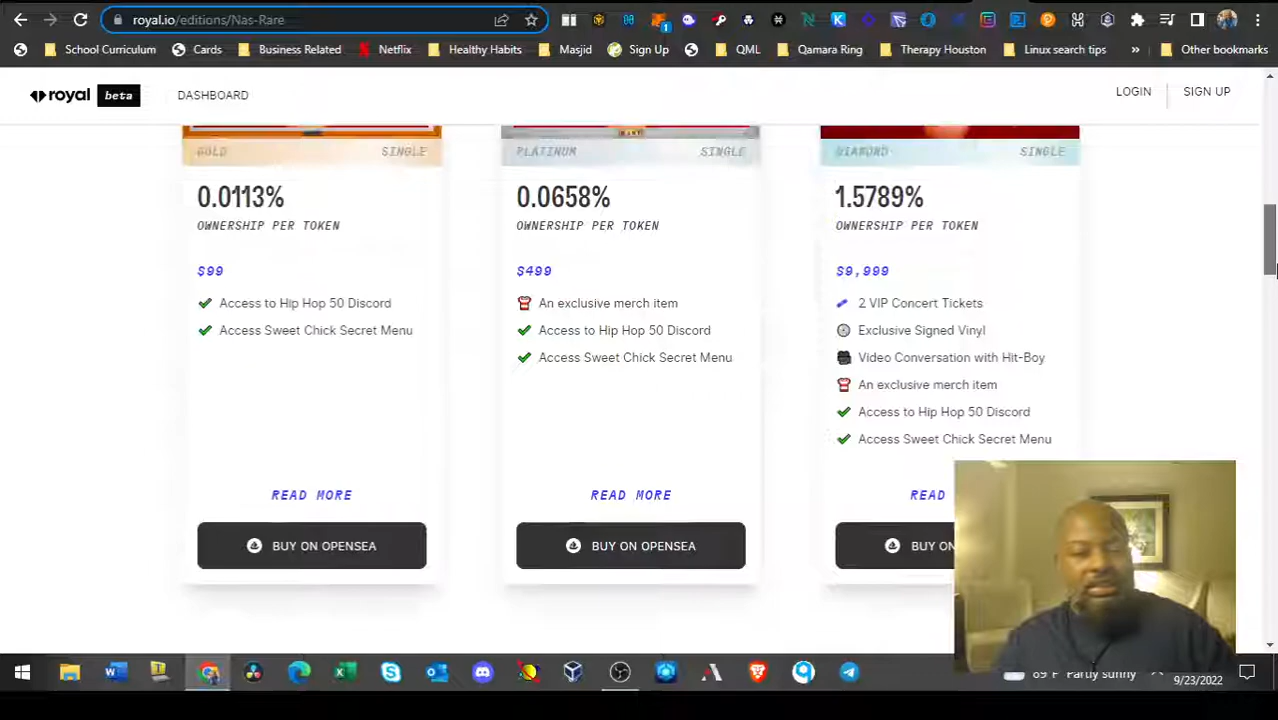 royal.io/editions/Nas-Rare
School Curriculum
Cards
Business Related
Netflix
Healthy Habits
Masjid
Sign Up
QML
Qamara Ring
Therapy Houston
Linux search tips
»
Other bookmarks
royal beta
DASHBOARD
LOGIN
SIGN UP
GOLD SINGLE
0.0113%
OWNERSHIP PER TOKEN
$99
Access to Hip Hop 50 Discord
Access Sweet Chick Secret Menu
READ MORE
BUY ON OPENSEA
PLATINUM SINGLE
0.0658%
OWNERSHIP PER TOKEN
$499
An exclusive merch item
Access to Hip Hop 50 Discord
Access Sweet Chick Secret Menu
READ MORE
BUY ON OPENSEA
DIAMOND SINGLE
1.5789%
OWNERSHIP PER TOKEN
$9,999
2 VIP Concert Tickets
Exclusive Signed Vinyl
Video Conversation with Hit-Boy
An exclusive merch item
Access to Hip Hop 50 Discord
Access Sweet Chick Secret Menu
READ
BUY ON
Partly sunny
9/23/2022